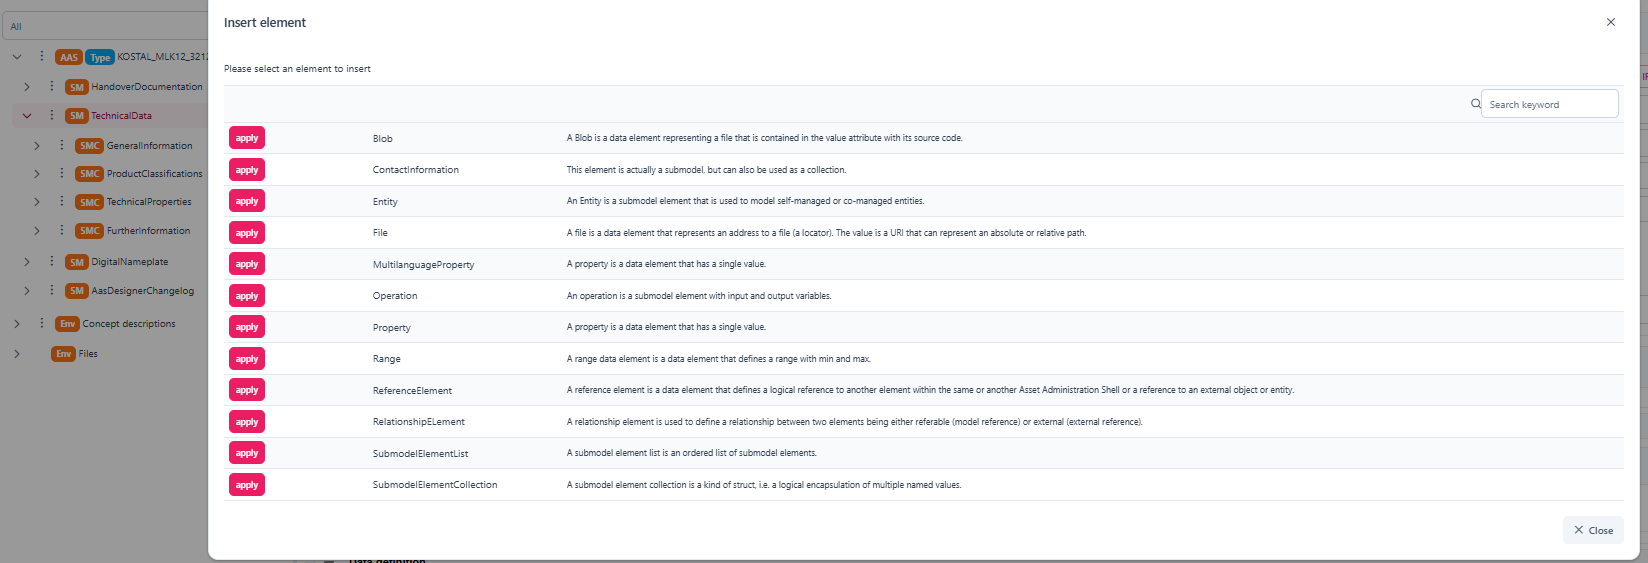 All
AAS Type KOSTAL_MLK12_321
SM HandoverDocumentation
SM TechnicalData
SMC GeneralInformation
SMC ProductClassifications
SMC TechnicalProperties
SMC FurtherInformation
SM DigitalNameplate
SM AasDesignerChangelog
Env Concept descriptions
Env Files
Insert element
Please select an element to insert
Search keyword
apply Blob A Blob is a data element representing a file that is contained in the value attribute with its source code.
apply ContactInformation This element is actually a submodel, but can also be used as a collection.
apply Entity An Entity is a submodel element that is used to model self-managed or co-managed entities.
apply File A file is a data element that represents an address to a file (a locator). The value is a URI that can represent an absolute or relative path.
apply MultilanguageProperty A property is a data element that has a single value.
apply Operation An operation is a submodel element with input and output variables.
apply Property A property is a data element that has a single value.
apply Range A range data element is a data element that defines a range with min and max.
apply ReferenceElement A reference element is a data element that defines a logical reference to another element within the same or another Asset Administration Shell or a reference to an external object or entity.
apply RelationshipELement A relationship element is used to define a relationship between two elements being either referable (model reference) or external (external reference).
apply SubmodelElementList A submodel element list is an ordered list of submodel elements.
apply SubmodelElementCollection A submodel element collection is a kind of struct, i.e. a logical encapsulation of multiple named values.
Close
Data definition